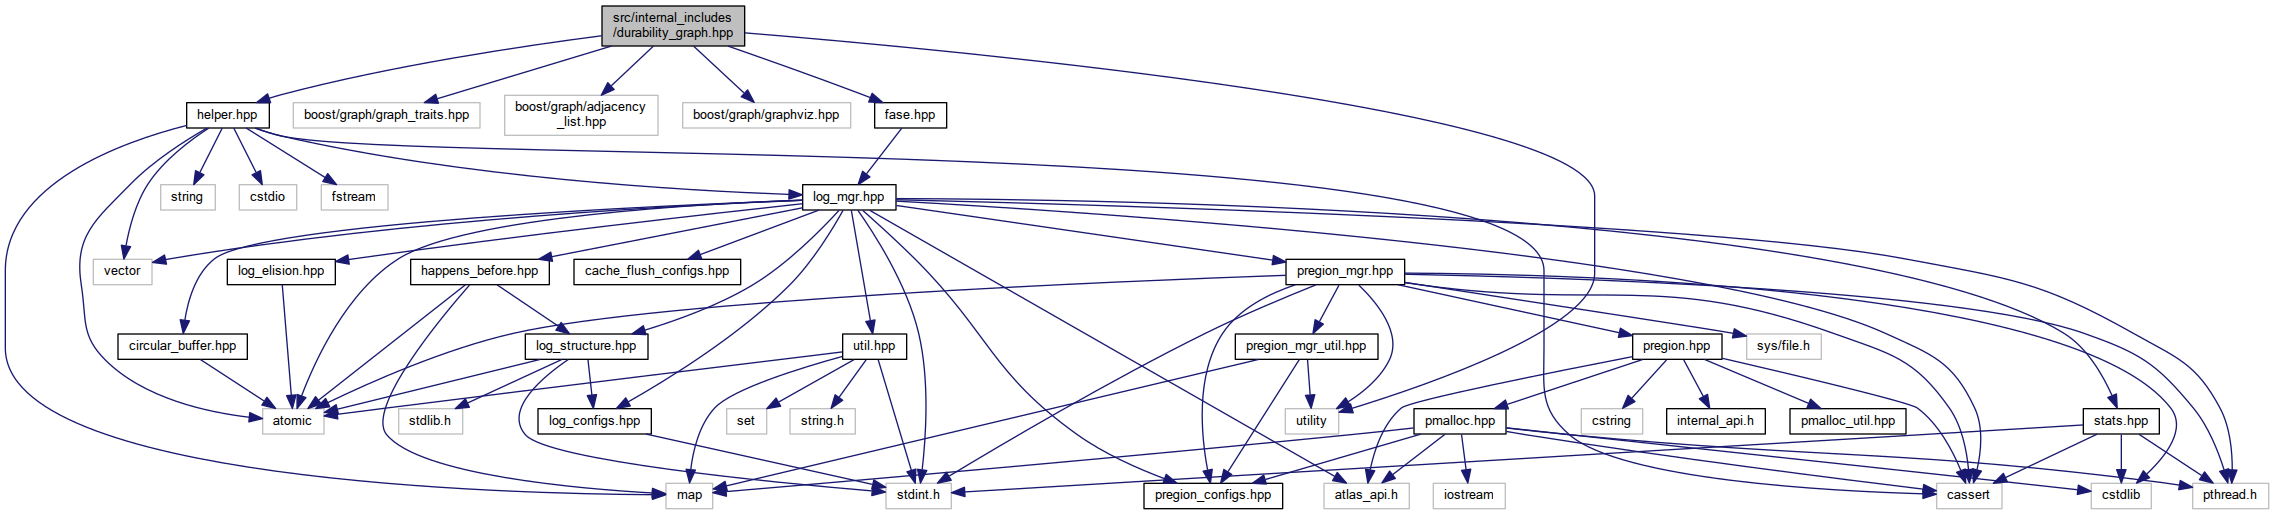 src/internal_includes
/durability_graph.hpp
helper.hpp
boost/graph/graph_traits.hpp
boost/graph/adjacency
_list.hpp
boost/graph/graphviz.hpp
fase.hpp
string
cstdio
fstream
log_mgr.hpp
vector
log_elision.hpp
happens_before.hpp
cache_flush_configs.hpp
pregion_mgr.hpp
circular_buffer.hpp
log_structure.hpp
util.hpp
pregion_mgr_util.hpp
pregion.hpp
sys/file.h
atomic
stdlib.h
log_configs.hpp
set
string.h
utility
pmalloc.hpp
cstring
internal_api.h
pmalloc_util.hpp
stats.hpp
map
stdint.h
pregion_configs.hpp
atlas_api.h
iostream
cassert
cstdlib
pthread.h